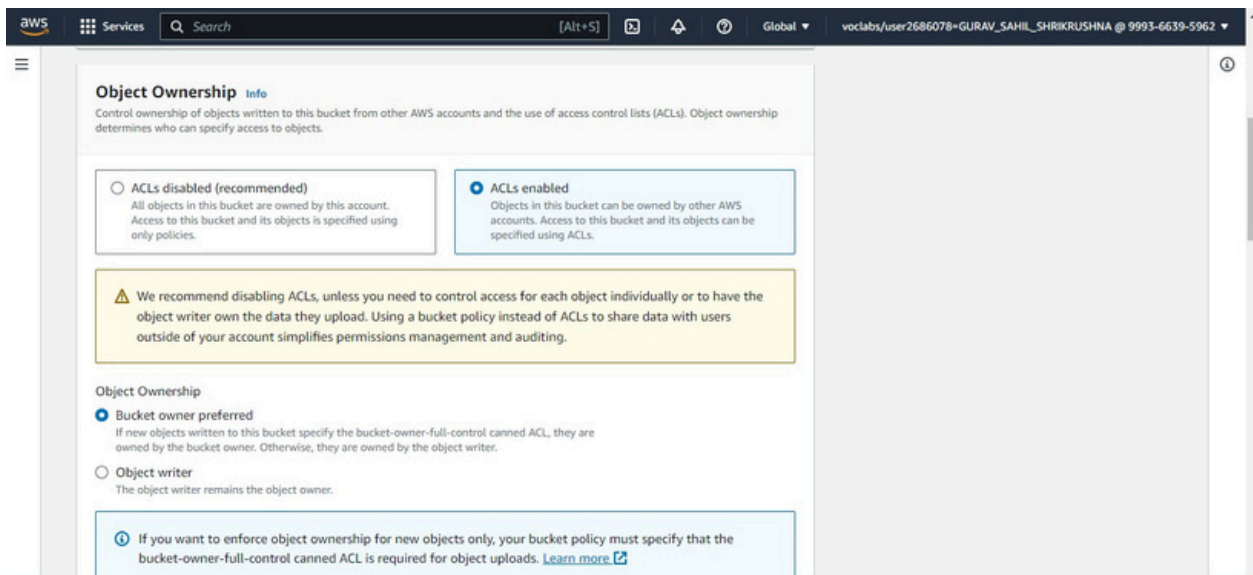 aws Services Search [Alt+S] Global voclabs/user2686078=GURAV_SAHIL_SHRIKRUSHNA @ 9993-6639-5962
Object Ownership Info
Control ownership of objects written to this bucket from other AWS accounts and the use of access control lists (ACLs). Object ownership
determines who can specify access to objects.
ACLs disabled (recommended)
All objects in this bucket are owned by this account.
Access to this bucket and its objects is specified using
only policies.
ACLs enabled
Objects in this bucket can be owned by other AWS
accounts. Access to this bucket and its objects can be
specified using ACLs.
We recommend disabling ACLs, unless you need to control access for each object individually or to have the
object writer own the data they upload. Using a bucket policy instead of ACLs to share data with users
outside of your account simplifies permissions management and auditing.
Object Ownership
Bucket owner preferred
If new objects written to this bucket specify the bucket-owner-full-control canned ACL, they are
owned by the bucket owner. Otherwise, they are owned by the object writer.
Object writer
The object writer remains the object owner.
If you want to enforce object ownership for new objects only, your bucket policy must specify that the
bucket-owner-full-control canned ACL is required for object uploads. Learn more